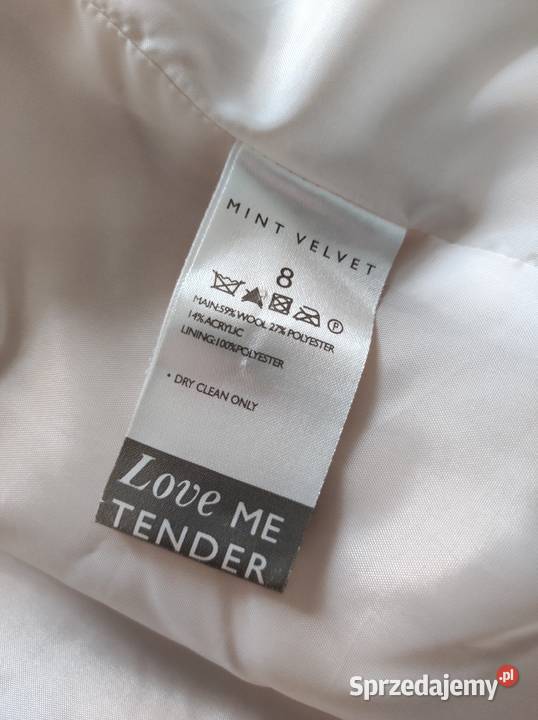 MINT VELVET
8
P
MAIN:59% WOOL 27% POLYESTER
14% ACRYLIC
LINING:100%POLYESTER
• DRY CLEAN ONLY
Love ME
TENDER
Sprzedajemy.pl